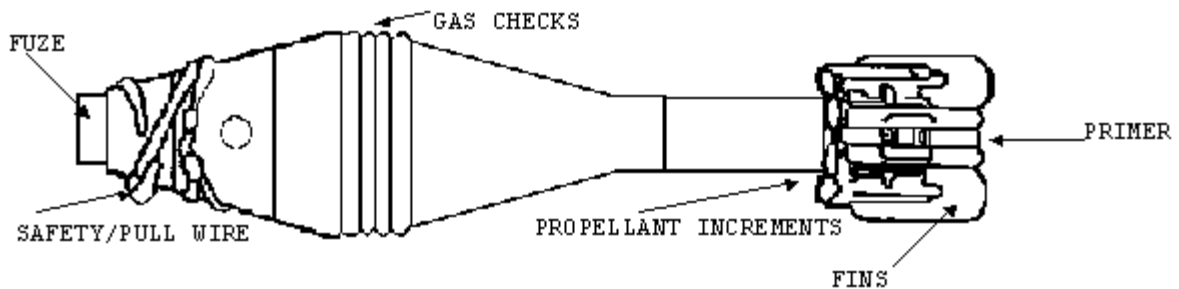 GAS CHECKS
FUZE
PRIMER
SAFETY/PULL WIRE
PROPELLANT INCREMENTS
FINS